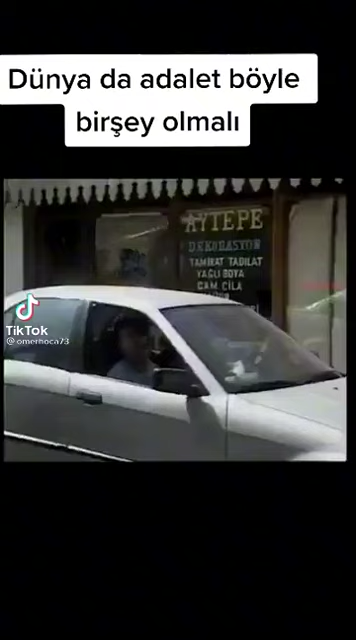 Dünya da adalet böyle
birşey olmalı
AYTEPE
DEKORASYON
TAMİRAT TADİLAT
YAĞLI BOYA
CAM CİLA
TikTok
@omerhoca73